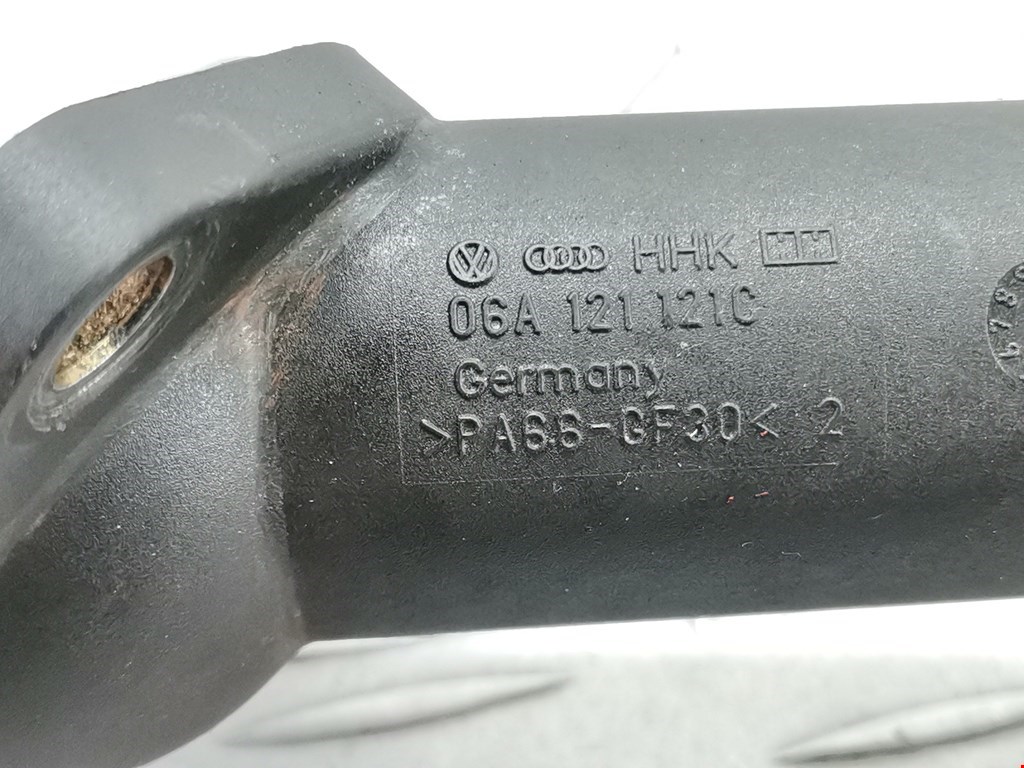 HHK
06A 121 121C
Germany
>PA66-GF30< 2